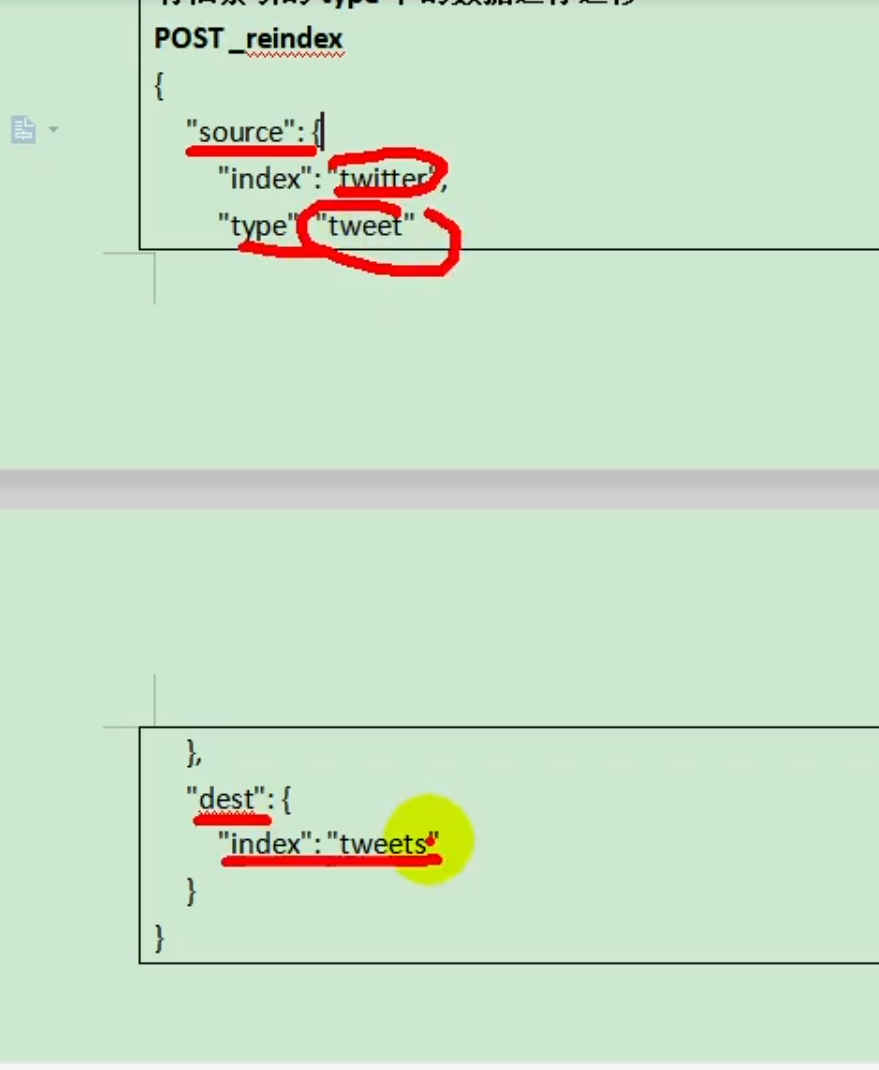 POST _reindex
{
"source": {
"index": "twitter",
"type" "tweet"
},
"dest": {
"index": "tweets"
}
}